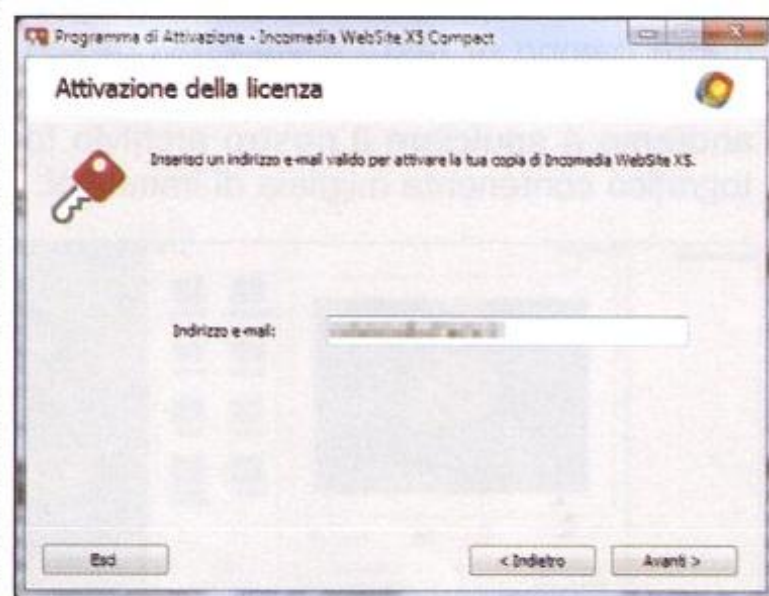 Programma di Attivazione - Incomedia WebSite X5 Compact
Attivazione della licenza
Inserisci un indirizzo e-mail valido per attivare la tua copia di Incomedia WebSite X5.
Indirizzo e-mail:
Esci
< Indietro
Avanti >